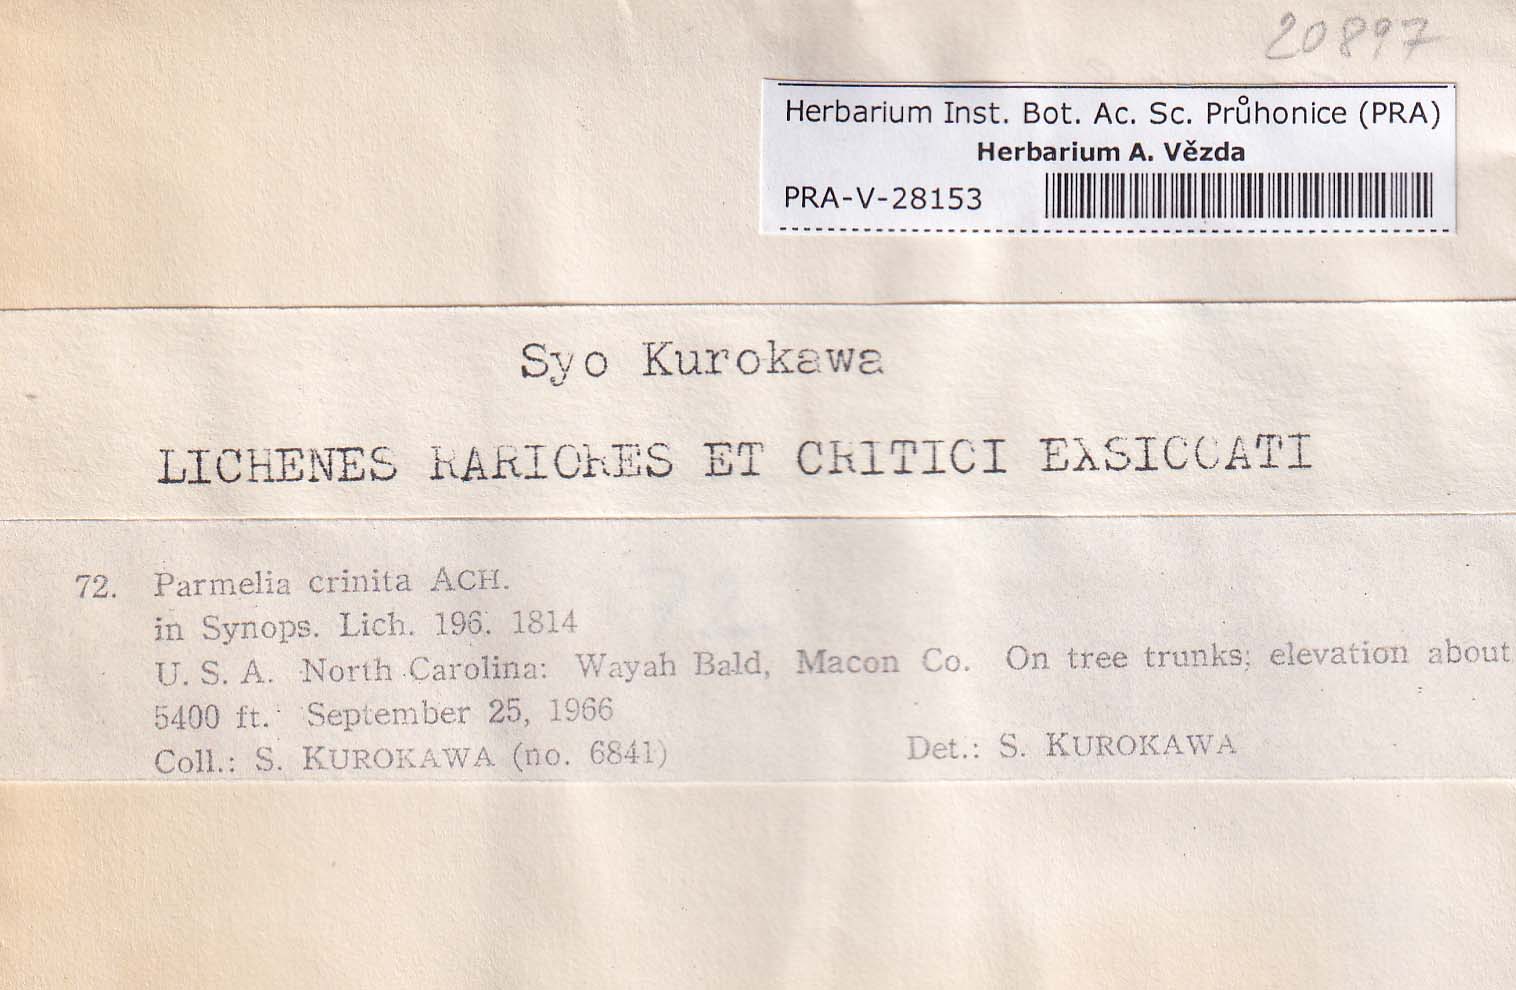 20897
Herbarium Inst. Bot. Ac. Sc. Průhonice (PRA)
Herbarium A. Vězda
PRA-V-28153
Syo Kurokawa
LICHENES RARIORES ET CRITICI EXSICCATI
72. Parmelia crinita ACH.
in Synops. Lich. 196. 1814
U. S. A. North Carolina: Wayah Bald, Macon Co. On tree trunks; elevation about
5400 ft. September 25, 1966
Coll.: S. KUROKAWA (no. 6841) Det.: S. KUROKAWA